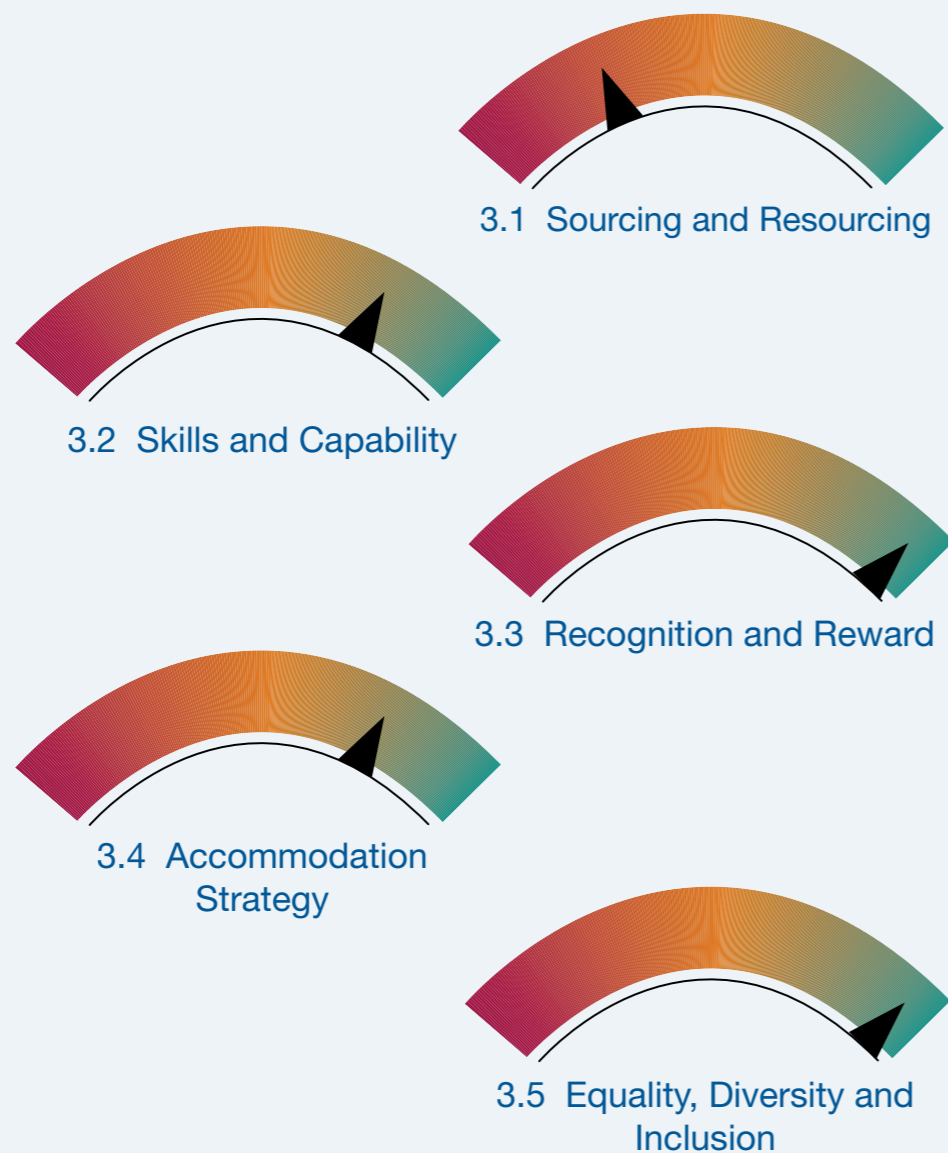 3.1 Sourcing and Resourcing
3.2 Skills and Capability
3.3 Recognition and Reward
3.4 Accommodation
Strategy
3.5 Equality, Diversity and
Inclusion